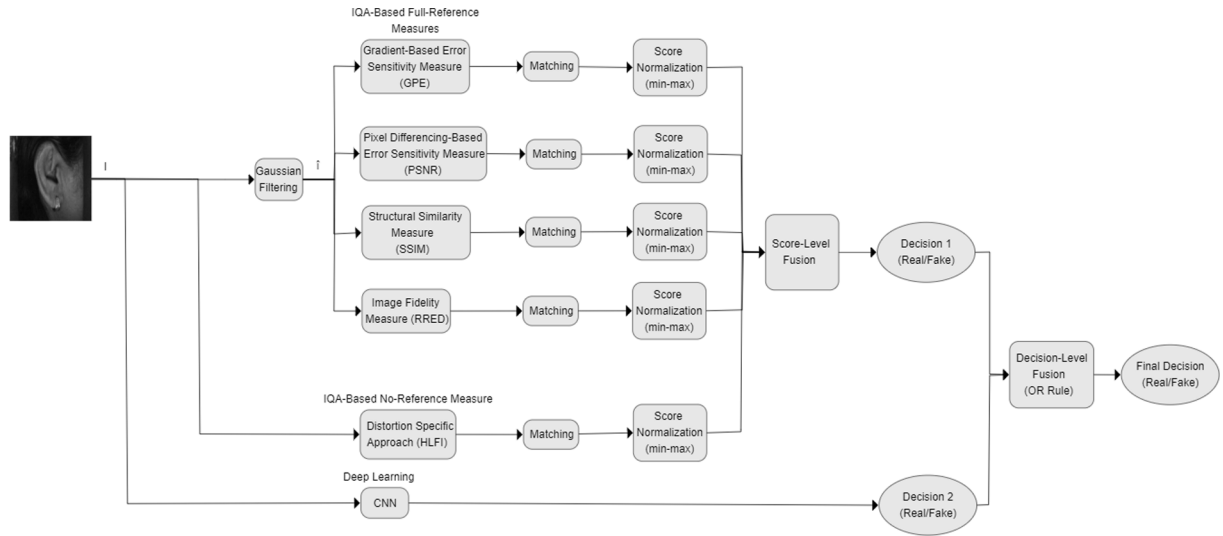 IQA-Based Full-Reference
Measures
Gradient-Based Error
Sensitivity Measure
(GPE)
Matching
Score
Normalization
(min-max)
I
Gaussian
Filtering
Î
Pixel Differencing-Based
Error Sensitivity Measure
(PSNR)
Matching
Score
Normalization
(min-max)
Structural Similarity
Measure
(SSIM)
Matching
Score
Normalization
(min-max)
Image Fidelity
Measure (RRED)
Matching
Score
Normalization
(min-max)
Score-Level
Fusion
Decision 1
(Real/Fake)
IQA-Based No-Reference Measure
Distortion Specific
Approach (HLFI)
Matching
Score
Normalization
(min-max)
Deep Learning
CNN
Decision 2
(Real/Fake)
Decision-Level
Fusion
(OR Rule)
Final Decision
(Real/Fake)